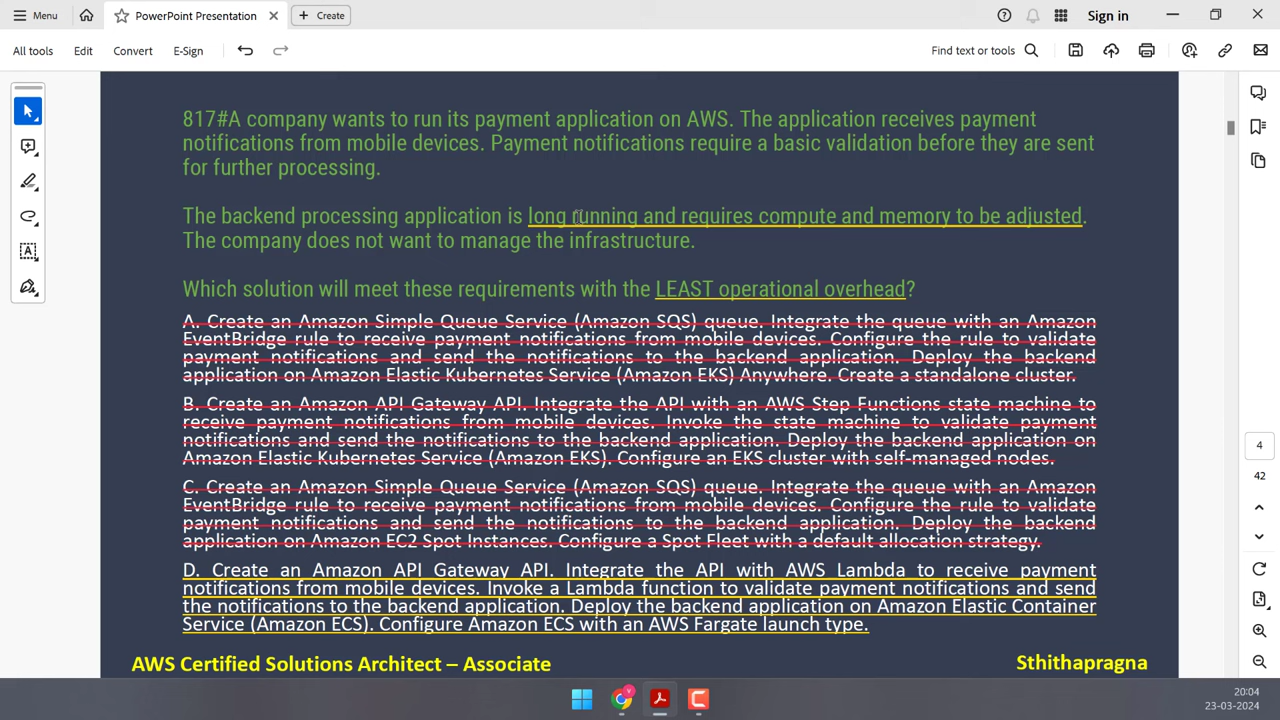 Menu
PowerPoint Presentation
Create
Sign in
All tools
Edit
Convert
E-Sign
Find text or tools
817#A company wants to run its payment application on AWS. The application receives payment
notifications from mobile devices. Payment notifications require a basic validation before they are sent
for further processing.
The backend processing application is long running and requires compute and memory to be adjusted.
The company does not want to manage the infrastructure.
Which solution will meet these requirements with the LEAST operational overhead?
A. Create an Amazon Simple Queue Service (Amazon SQS) queue. Integrate the queue with an Amazon
EventBridge rule to receive payment notifications from mobile devices. Configure the rule to validate
payment notifications and send the notifications to the backend application. Deploy the backend
application on Amazon Elastic Kubernetes Service (Amazon EKS) Anywhere. Create a standalone cluster.
B. Create an Amazon API Gateway API. Integrate the API with an AWS Step Functions state machine to
receive payment notifications from mobile devices. Invoke the state machine to validate payment
notifications and send the notifications to the backend application. Deploy the backend application on
Amazon Elastic Kubernetes Service (Amazon EKS). Configure an EKS cluster with self-managed nodes.
C. Create an Amazon Simple Queue Service (Amazon SQS) queue. Integrate the queue with an Amazon
EventBridge rule to receive payment notifications from mobile devices. Configure the rule to validate
payment notifications and send the notifications to the backend application. Deploy the backend
application on Amazon EC2 Spot Instances. Configure a Spot Fleet with a default allocation strategy.
D. Create an Amazon API Gateway API. Integrate the API with AWS Lambda to receive payment
notifications from mobile devices. Invoke a Lambda function to validate payment notifications and send
the notifications to the backend application. Deploy the backend application on Amazon Elastic Container
Service (Amazon ECS). Configure Amazon ECS with an AWS Fargate launch type.
AWS Certified Solutions Architect – Associate
Sthithapragna
4
42
20:04
23-03-2024